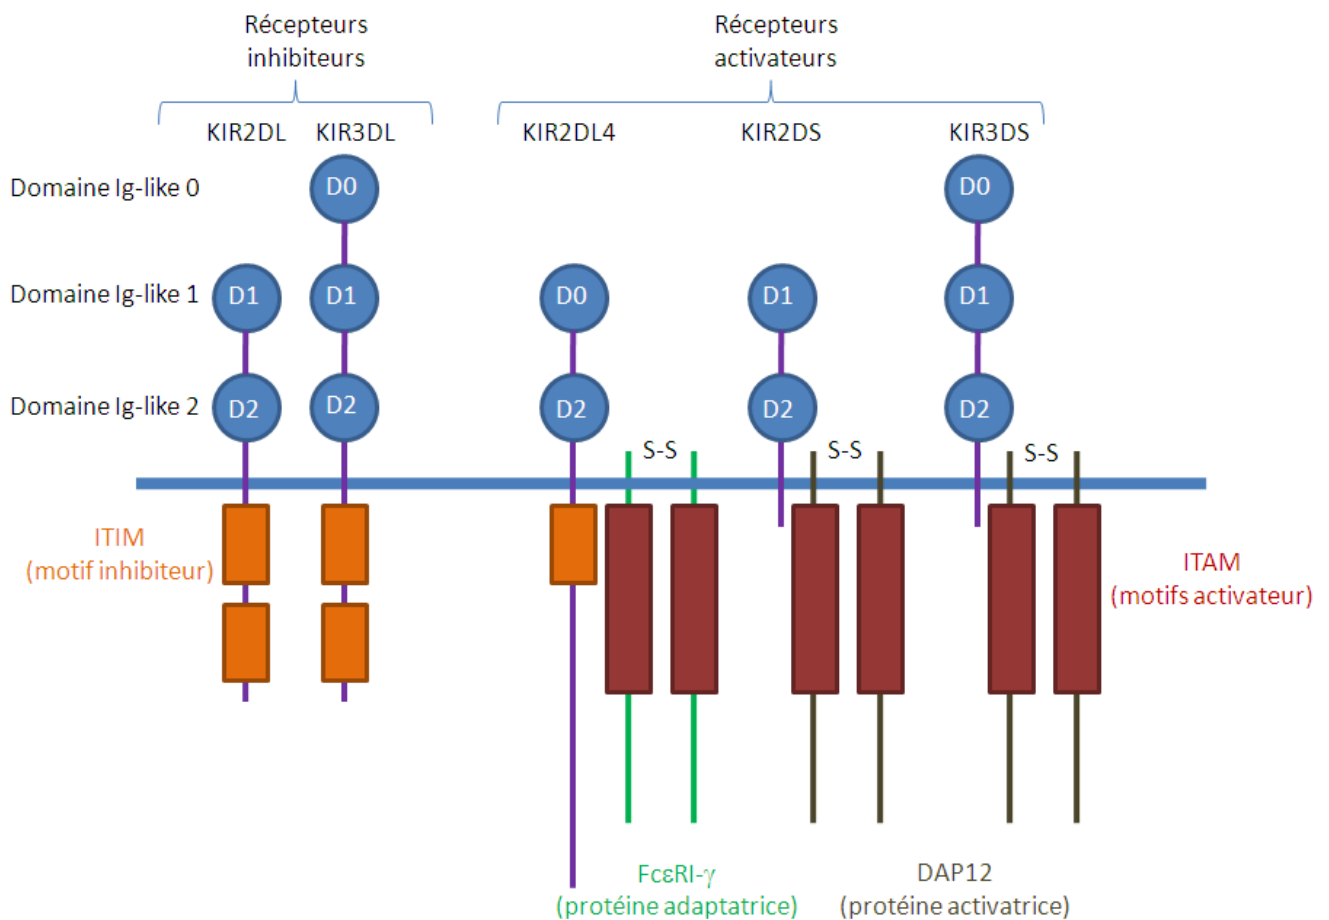 Récepteurs
inhibiteurs
Récepteurs
activateurs
KIR2DL
KIR3DL
KIR2DL4
KIR2DS
KIR3DS
Domaine Ig-like 0
D0
D0
Domaine Ig-like 1
D1
D1
D0
D1
D1
Domaine Ig-like 2
D2
D2
D2
D2
D2
S-S
S-S
S-S
ITIM
(motif inhibiteur)
ITAM
(motifs activateur)
FcεRI-γ
(protéine adaptatrice)
DAP12
(protéine activatrice)